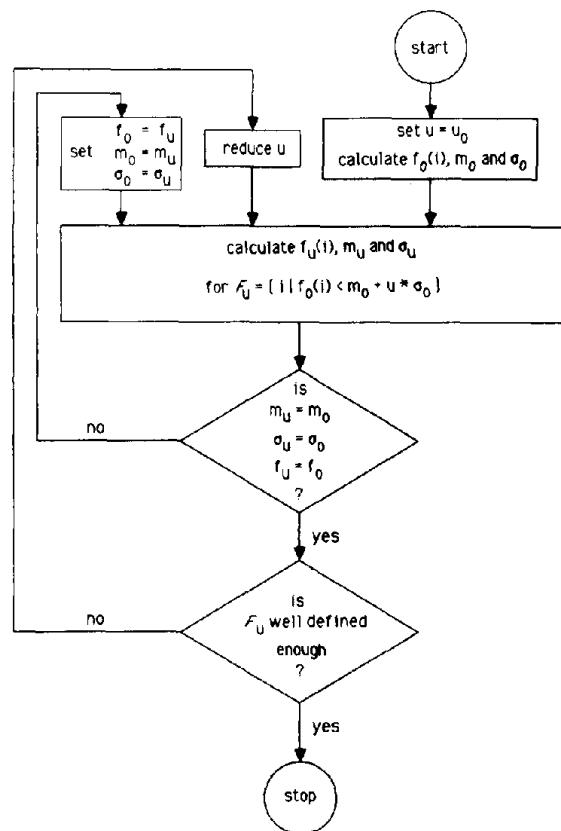 start
set
f₀ = fᵤ
m₀ = mᵤ
σ₀ = σᵤ
reduce u
set u = u₀
calculate f₀(i), m₀ and σ₀
calculate fᵤ(i), mᵤ and σᵤ
for Fᵤ = { i | f₀(i) < m₀ + u * σ₀ }
is
mᵤ = m₀
σᵤ = σ₀
fᵤ = f₀
?
no
yes
is
Fᵤ well defined
enough
?
no
yes
stop